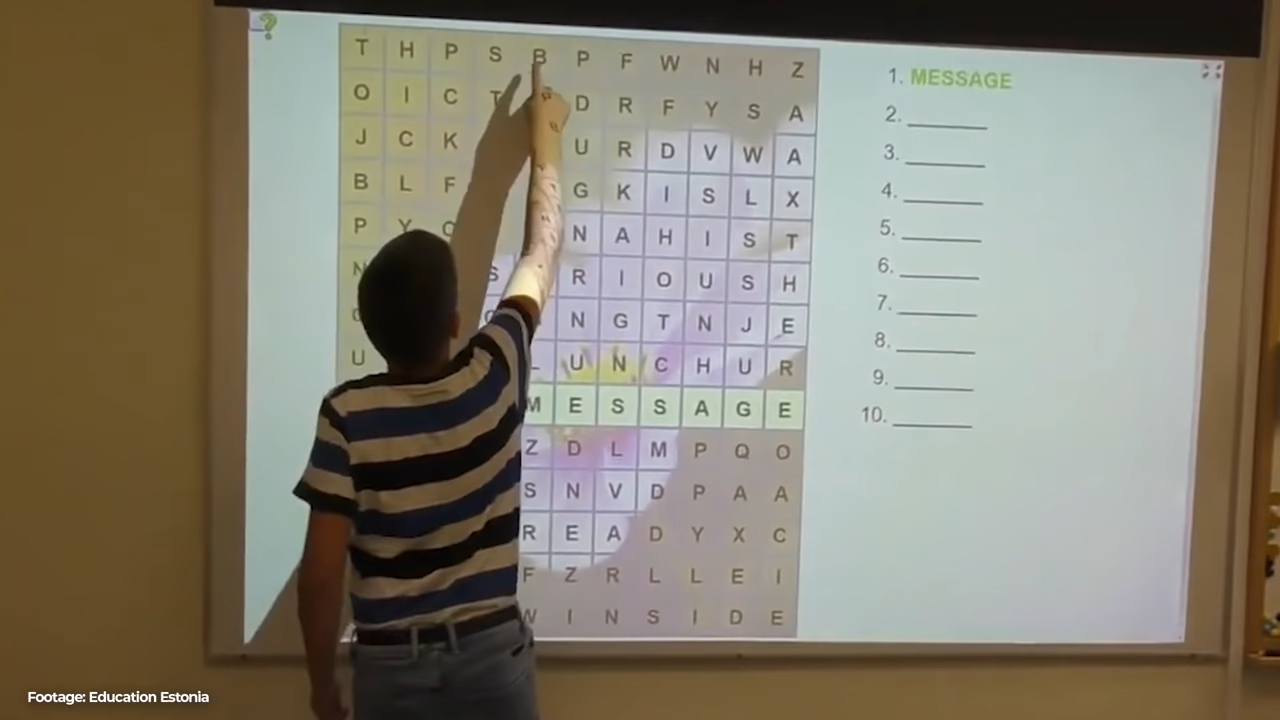 ?
T H P S B P F W N H Z
O I C T D R F Y S A
J C K U R D V W A
B L F G K I S L X
P Y N A H I S T
N S R I O U S H
N G T N J E
U L U N C H U R
M E S S A G E
Z D L M P Q O
S N V D P A A
R E A D Y X C
F Z R L L E I
W I N S I D E
1. MESSAGE
2.
3.
4.
5.
6.
7.
8.
9.
10.
Footage: Education Estonia